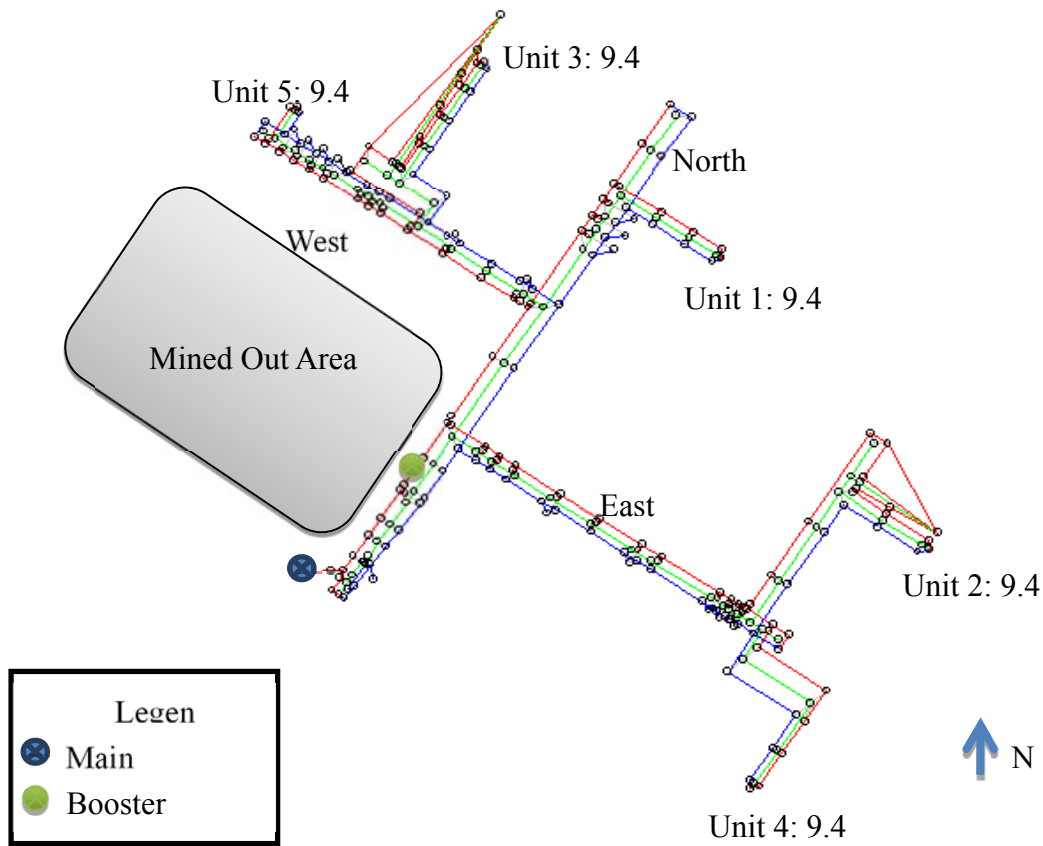 Unit 3: 9.4
Unit 5: 9.4
North
West
Unit 1: 9.4
Mined Out Area
East
Unit 2: 9.4
Legen
Main
Booster
N
Unit 4: 9.4